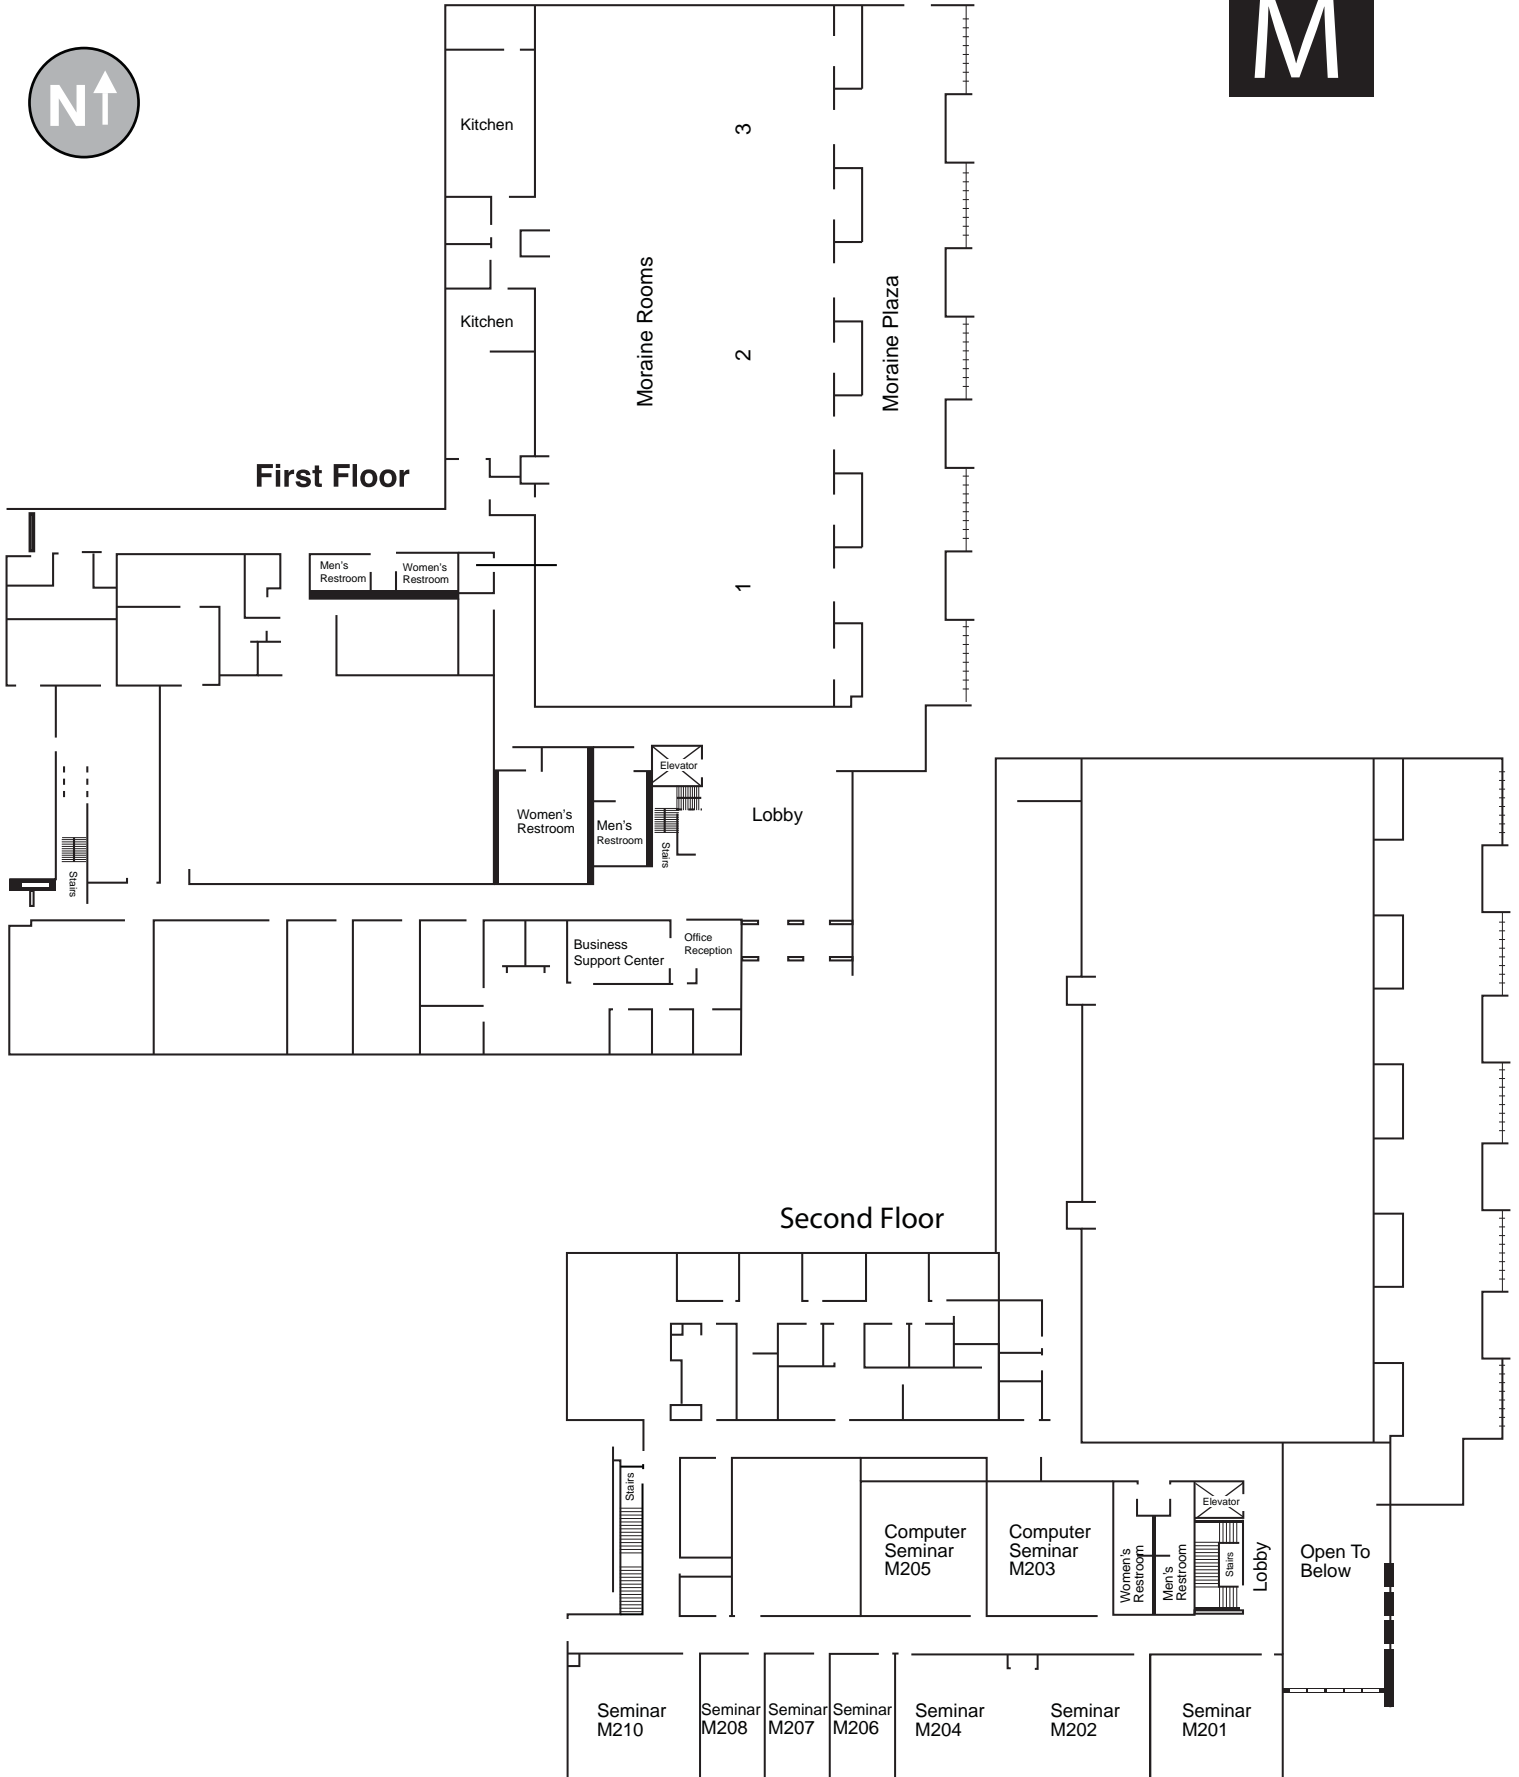 M
N
Kitchen
3
Moraine Rooms
Moraine Plaza
Kitchen
2
First Floor
Men's
Restroom
Women's
Restroom
1
Elevator
Women's
Restroom
Men's
Restroom
Stairs
Lobby
Stairs
Business
Support Center
Office
Reception
Second Floor
Stairs
Computer
Seminar
M205
Computer
Seminar
M203
Women's
Restroom
Men's
Restroom
Elevator
Stairs
Lobby
Open To
Below
Seminar
M210
Seminar
M208
Seminar
M207
Seminar
M206
Seminar
M204
Seminar
M202
Seminar
M201